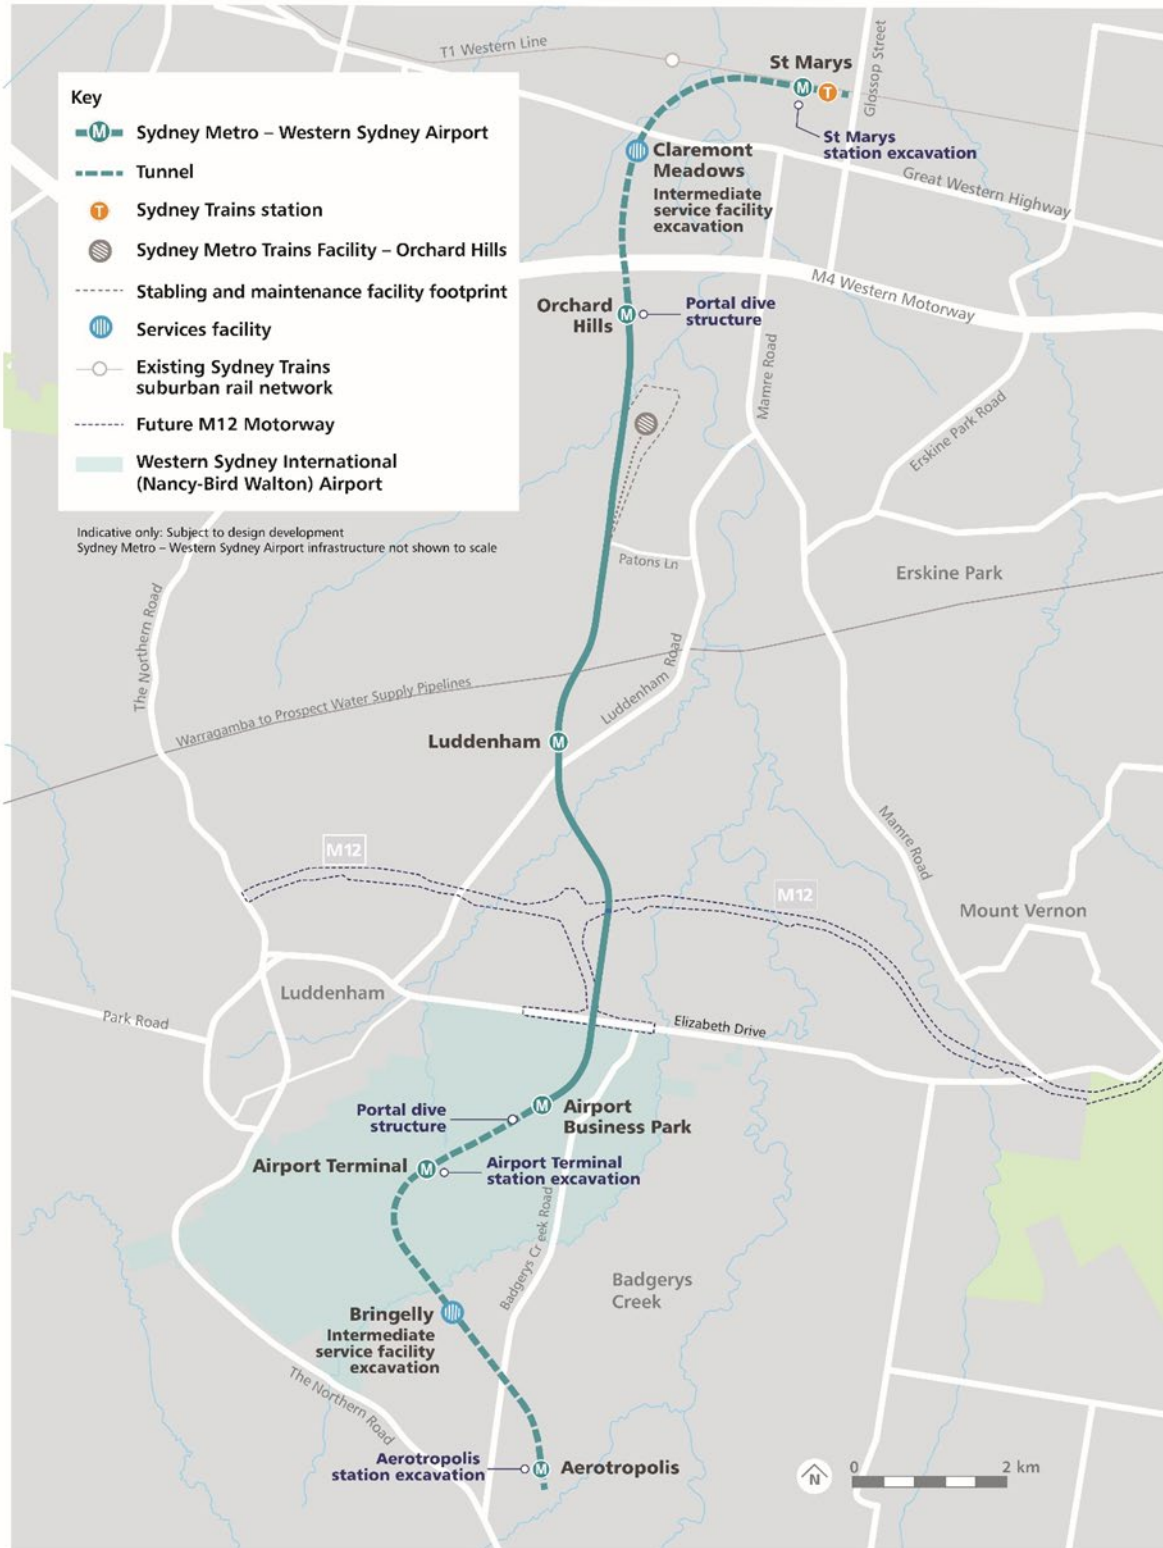 T1 Western Line
St Marys
Glossop Street
M
T
St Marys
station excavation
Key
M
Sydney Metro – Western Sydney Airport
Tunnel
T
Sydney Trains station
Sydney Metro Trains Facility – Orchard Hills
Stabling and maintenance facility footprint
Services facility
Existing Sydney Trains
suburban rail network
Future M12 Motorway
Western Sydney International
(Nancy-Bird Walton) Airport
Indicative only: Subject to design development
Sydney Metro – Western Sydney Airport infrastructure not shown to scale
Claremont
Meadows
Intermediate
service facility
excavation
Great Western Highway
M4 Western Motorway
Orchard
Hills
M
Portal dive
structure
Mamre Road
Erskine Park Road
Patons Ln
Erskine Park
The Northern Road
Warragamba to Prospect Water Supply Pipelines
Luddenham Road
Luddenham
M
M12
M12
Mamre Road
Mount Vernon
Luddenham
Park Road
Elizabeth Drive
Portal dive
structure
M
Airport
Business Park
Airport Terminal
M
Airport Terminal
station excavation
Badgerys Creek Road
Badgerys
Creek
Bringelly
Intermediate
service facility
excavation
The Northern Road
Aerotropolis
station excavation
M
Aerotropolis
N
0
2 km